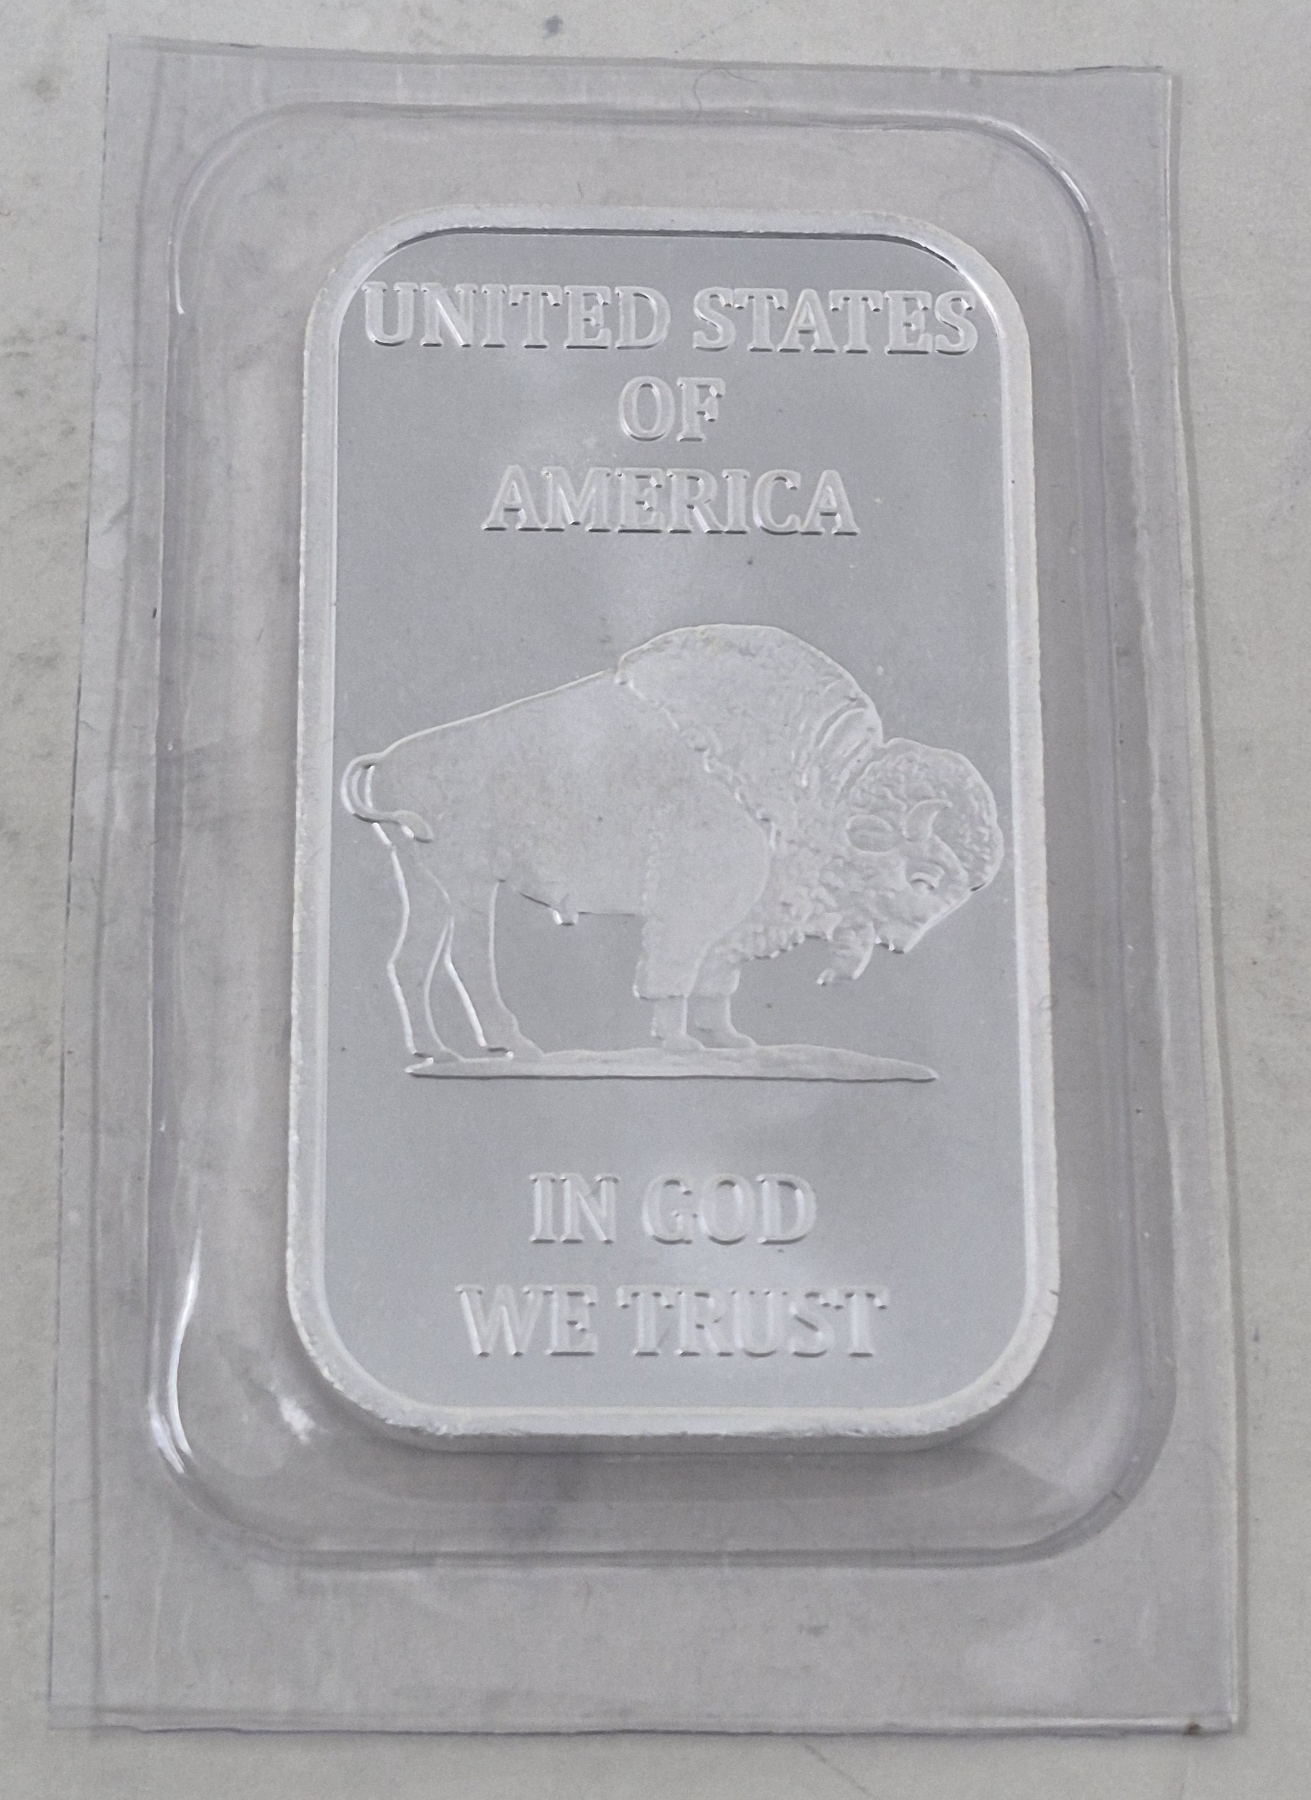 UNITED STATES
OF
AMERICA
IN GOD
WE TRUST